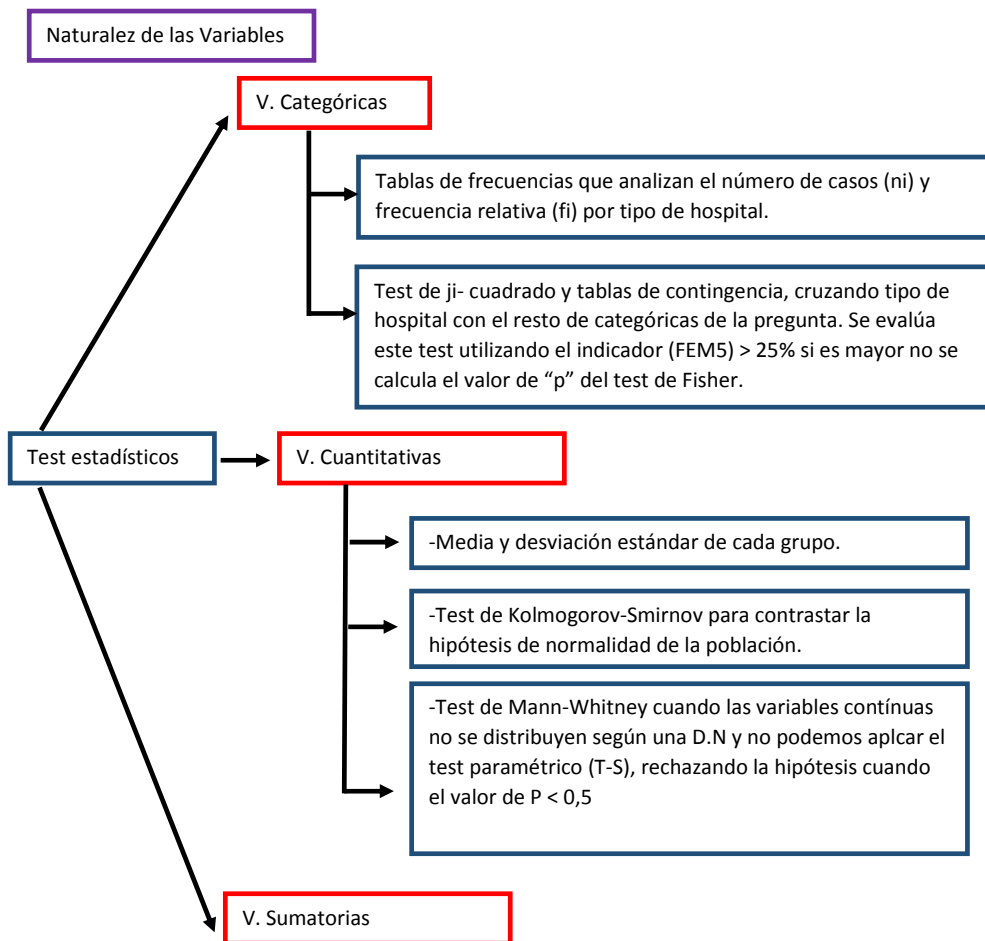 Naturalez de las Variables
V. Categóricas
Tablas de frecuencias que analizan el número de casos (ni) y
frecuencia relativa (fi) por tipo de hospital.
Test de ji- cuadrado y tablas de contingencia, cruzando tipo de
hospital con el resto de categóricas de la pregunta. Se evalúa
este test utilizando el indicador (FEM5) > 25% si es mayor no se
calcula el valor de “p” del test de Fisher.
Test estadísticos
V. Cuantitativas
-Media y desviación estándar de cada grupo.
-Test de Kolmogorov-Smirnov para contrastar la
hipótesis de normalidad de la población.
-Test de Mann-Whitney cuando las variables contínuas
no se distribuyen según una D.N y no podemos aplcar el
test paramétrico (T-S), rechazando la hipótesis cuando
el valor de P < 0,5
V. Sumatorias